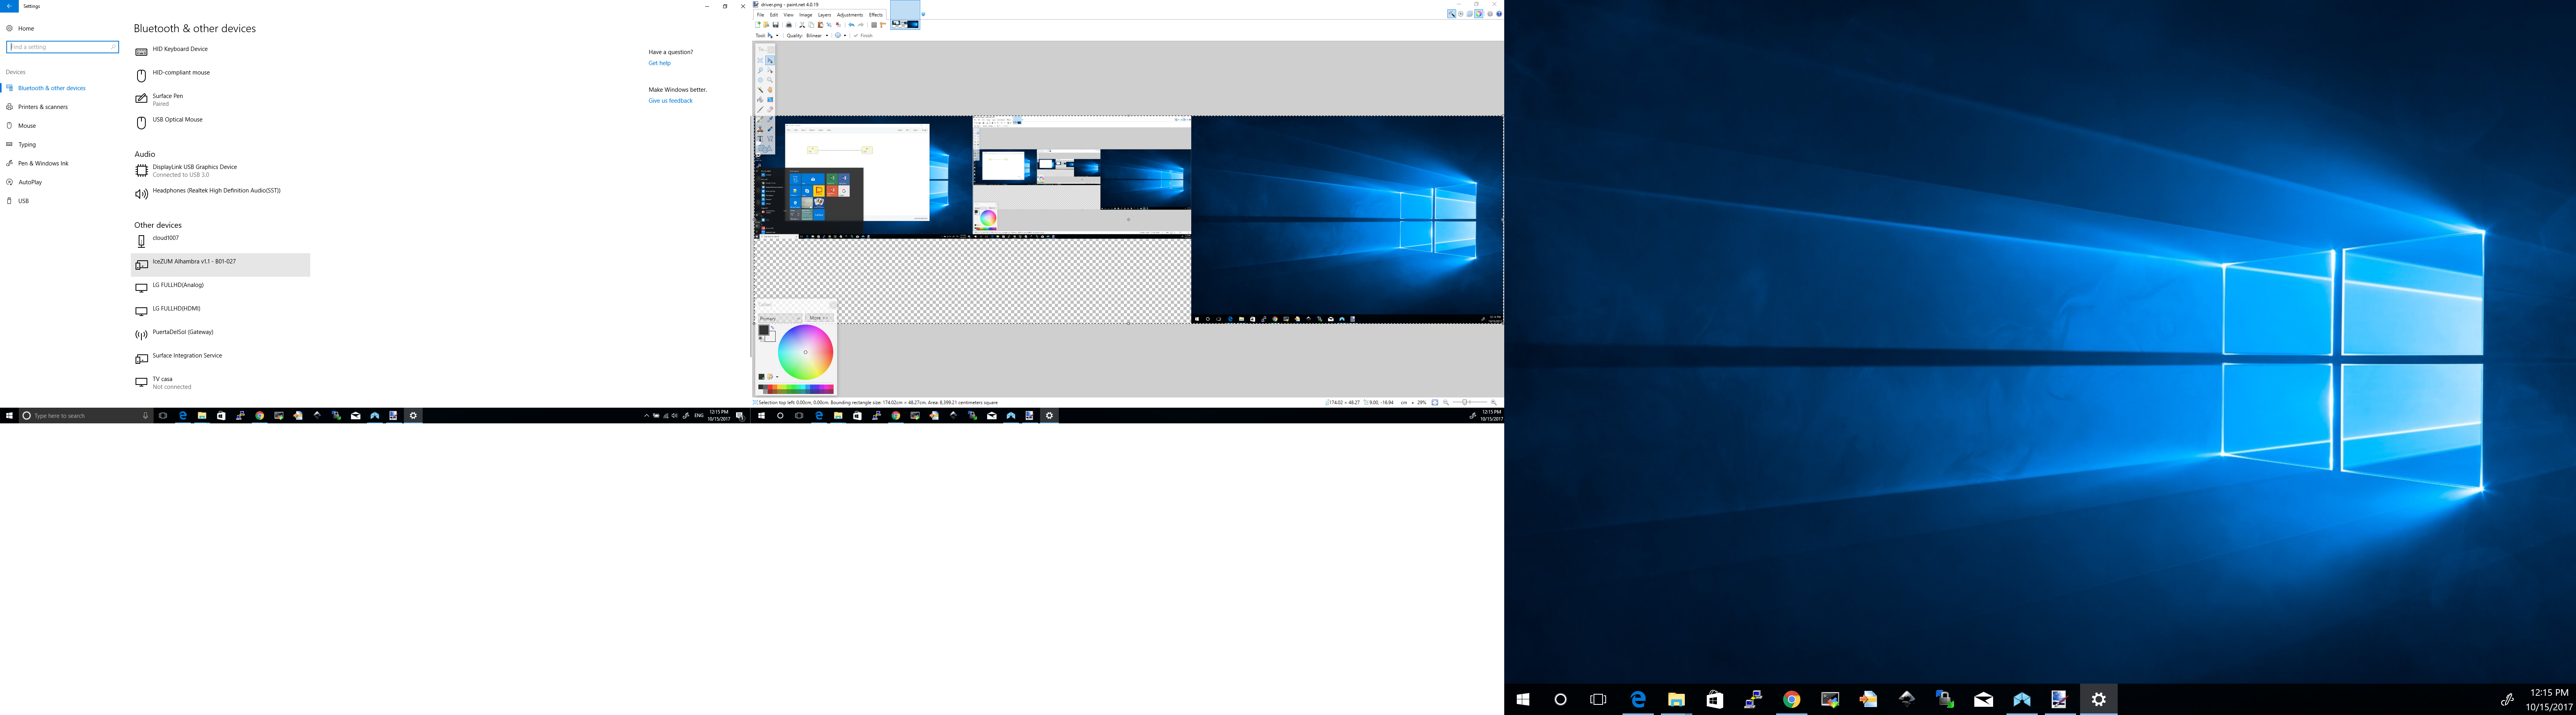 Settings
Home
Find a setting
Devices
Bluetooth & other devices
Printers & scanners
Mouse
Typing
Pen & Windows Ink
AutoPlay
USB
Bluetooth & other devices
HID Keyboard Device
HID-compliant mouse
Surface Pen
Paired
USB Optical Mouse
Audio
DisplayLink USB Graphics Device
Connected to USB 3.0
Headphones (Realtek High Definition Audio(SST))
Other devices
cloud1007
IceZUM Alhambra v1.1 - B01-027
LG FULLHD(Analog)
LG FULLHD(HDMI)
PuertaDelSol (Gateway)
Surface Integration Service
TV casa
Not connected
Have a question?
Get help
Make Windows better.
Give us feedback
Type here to search
ENG
12:15 PM
10/15/2017
driver.png - paint.net 4.0.19
File Edit View Image Layers Adjustments Effects
Tool: Quality: Bilinear Finish
Colors
Primary More >>
Selection top left: 0.00cm, 0.00cm. Bounding rectangle size: 174.02cm × 48.27cm. Area: 8,399.21 centimeters square
174.02 × 48.27 9.00, -16.94 cm 29%
12:15 PM
10/15/2017
12:15 PM
10/15/2017